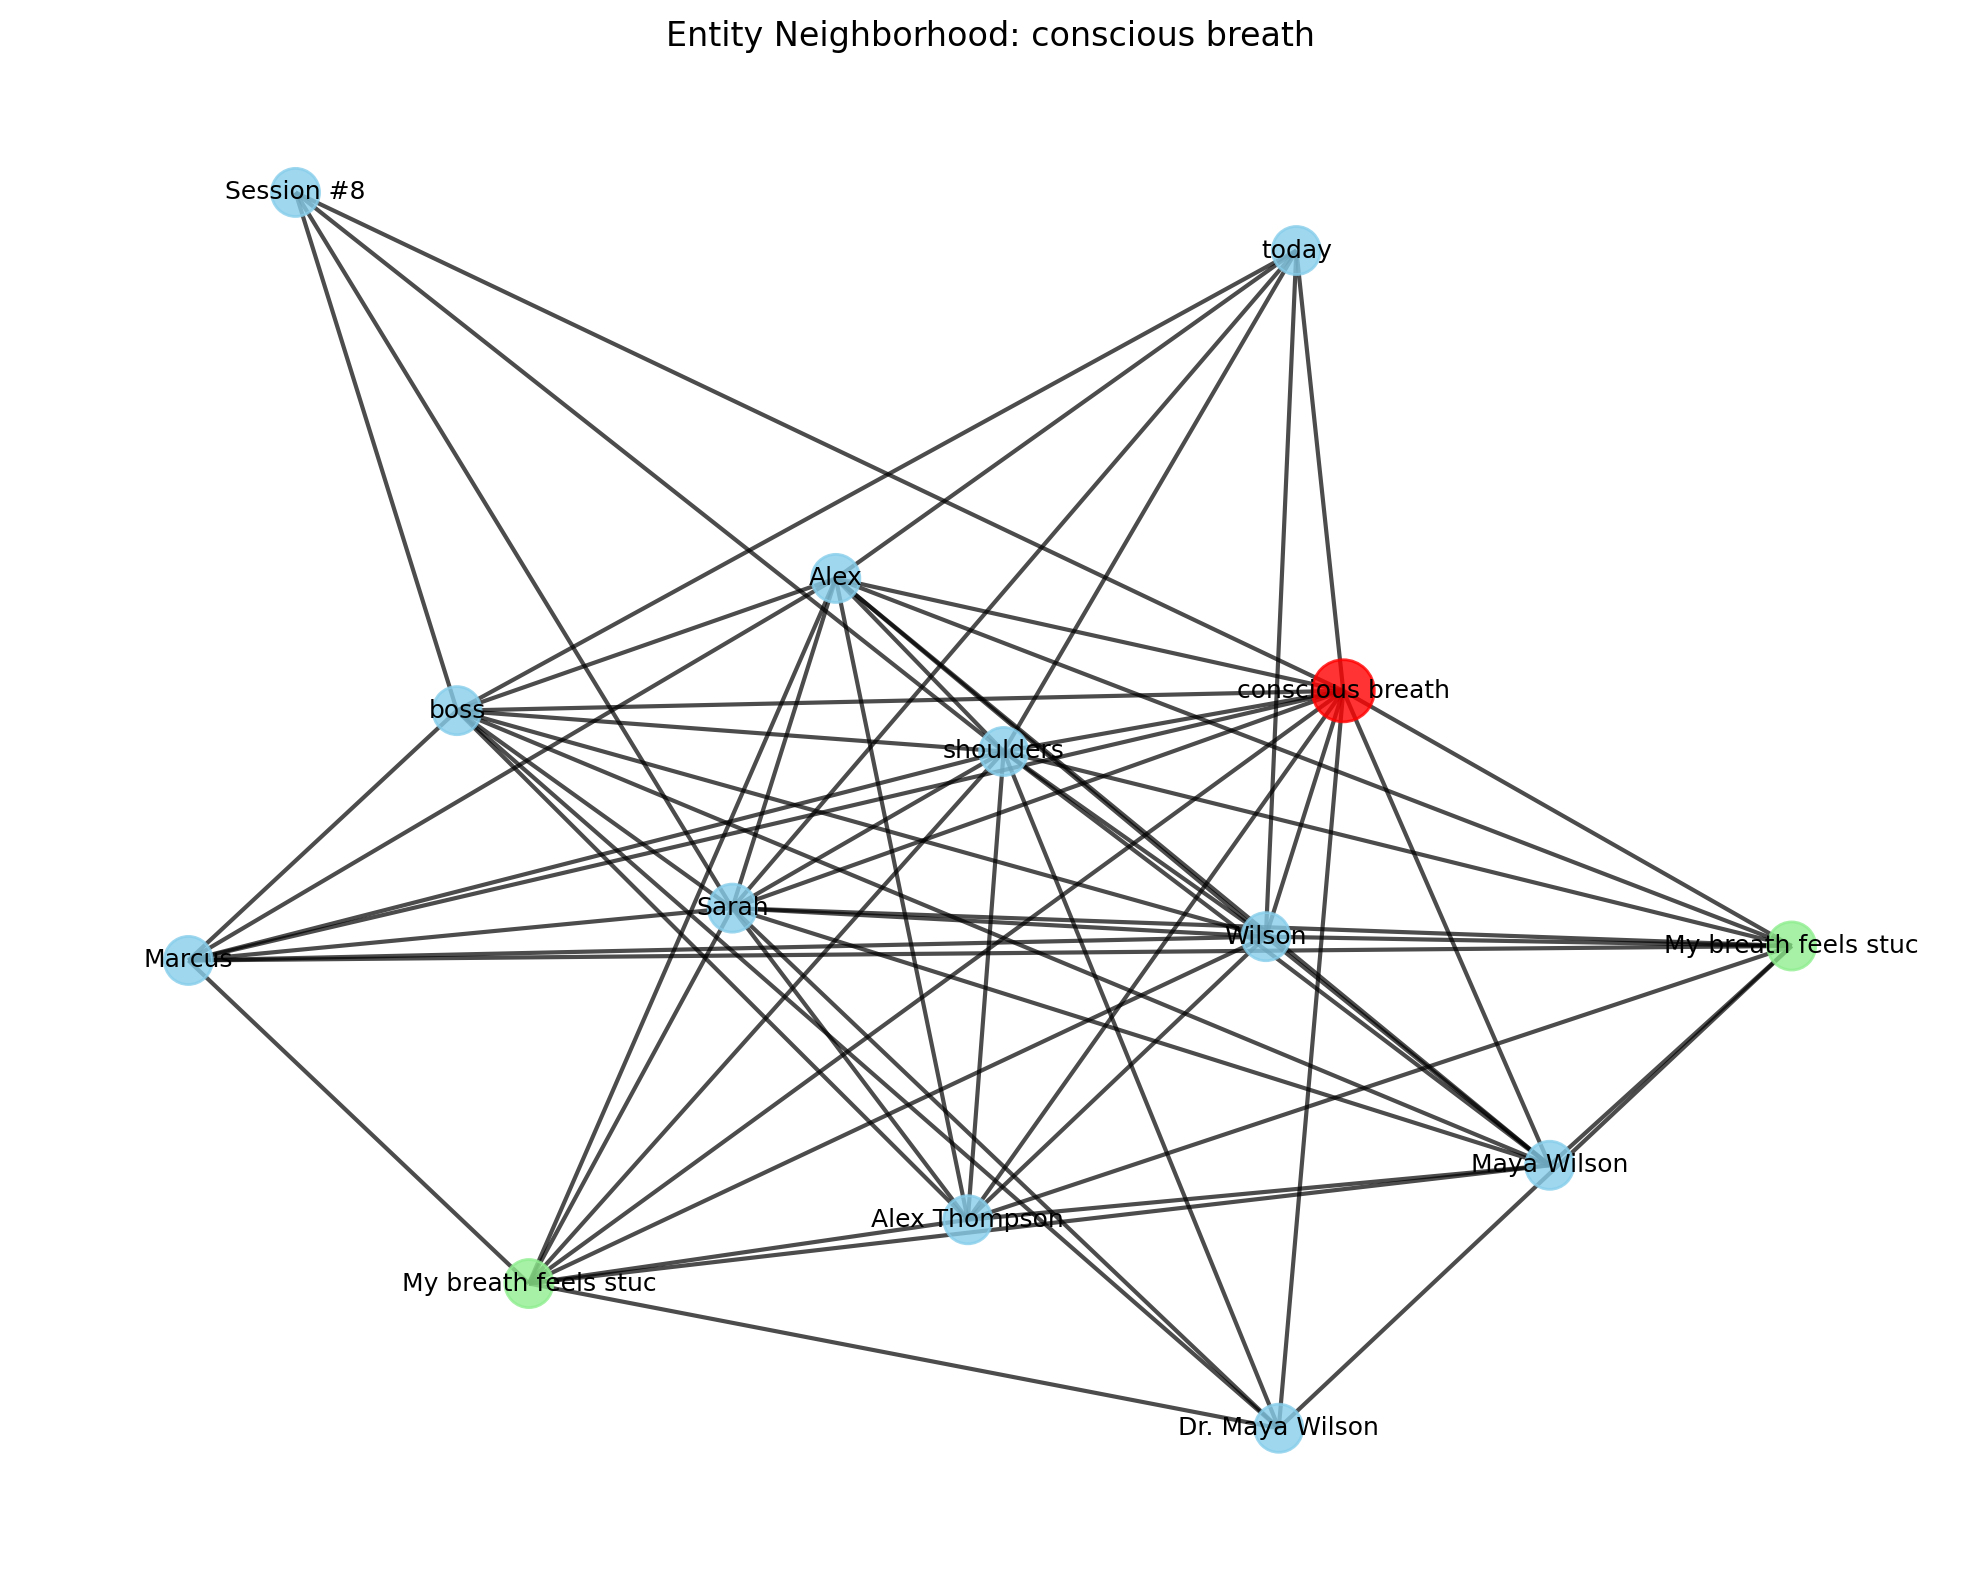 Entity Neighborhood: conscious breath
Session #8
today
Alex
conscious breath
boss
shoulders
Sarah
Wilson
My breath feels stuc
Marcus
Maya Wilson
Alex Thompson
My breath feels stuc
Dr. Maya Wilson